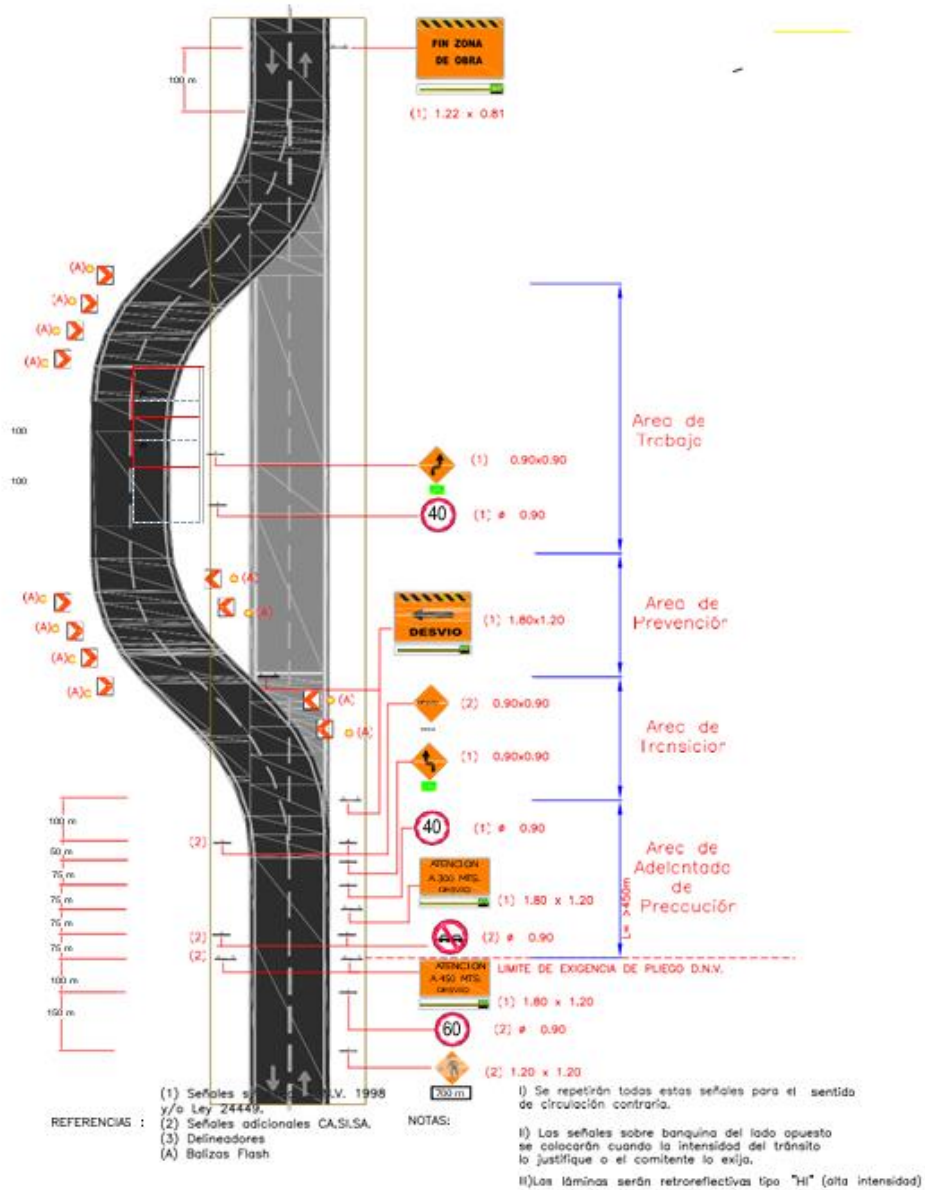 FIN ZONA
DE OBRA
100 m
(1) 1.22 x 0.81
(A)
(A)
(A)
(A)
Area de
Trabajo
100
(1) 0.90x0.90
100
40
(1) ø 0.90
(A)
(A)
(A)
(A)
(A)
(A)
DESVIO
(1) 1.80x1.20
Area de
Prevención
(A)
(A)
(A)
(2) 0.90x0.90
Area de
(1) 0.90x0.90
100 m
50 m
75 m
75 m
75 m
75 m
100 m
150 m
(2)
40
(1) ø 0.90
ATENCION
A 300 MTS.
DESVIO
(1) 1.80 x 1.20
Area de
Adelantada
de
Precaución
L= >450m
(2)
(2) ø 0.90
(2)
ATENCION
A 450 MTS.
DESVIO
LIMITE DE EXIGENCIA DE PLIEGO D.N.V.
(1) 1.80 x 1.20
60
(2) ø 0.90
(2) 1.20 x 1.20
700 m
REFERENCIAS :
(1) Señales .V. 1998
y/o Ley 24449.
(2) Señales adicionales CA.SI.SA.
(3) Delineadores
(A) Balizas Flash
NOTAS:
I) Se repetirán todas estas señales para el sentido
de circulación contraria.
II) Las señales sobre banquina del lado opuesto
se colocarán cuando la intensidad del tránsito
lo justifique o el comitente lo exija.
III)Las láminas serán retroreflectivas tipo "HI" (alta intensidad)